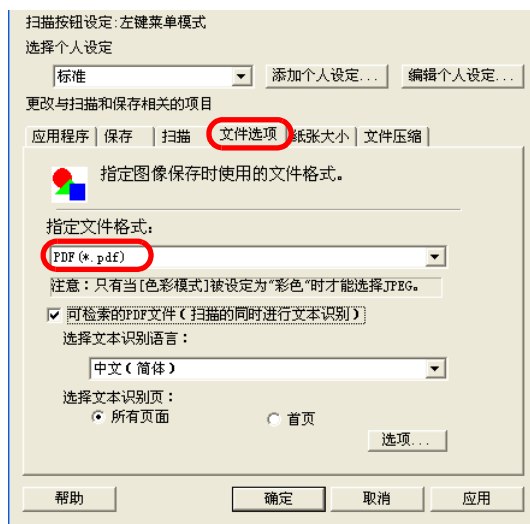 扫描按钮设定:左键菜单模式
选择个人设定
标准 添加个人设定... 编辑个人设定...
更改与扫描和保存相关的项目
应用程序 保存 扫描 文件选项 纸张大小 文件压缩
指定图像保存时使用的文件格式。
指定文件格式:
PDF(*.pdf)
注意：只有当[色彩模式]被设定为"彩色"时才能选择JPEG。
可检索的PDF文件(扫描的同时进行文本识别)
选择文本识别语言：
中文(简体)
选择文本识别页：
所有页面 首页
选项...
帮助 确定 取消 应用